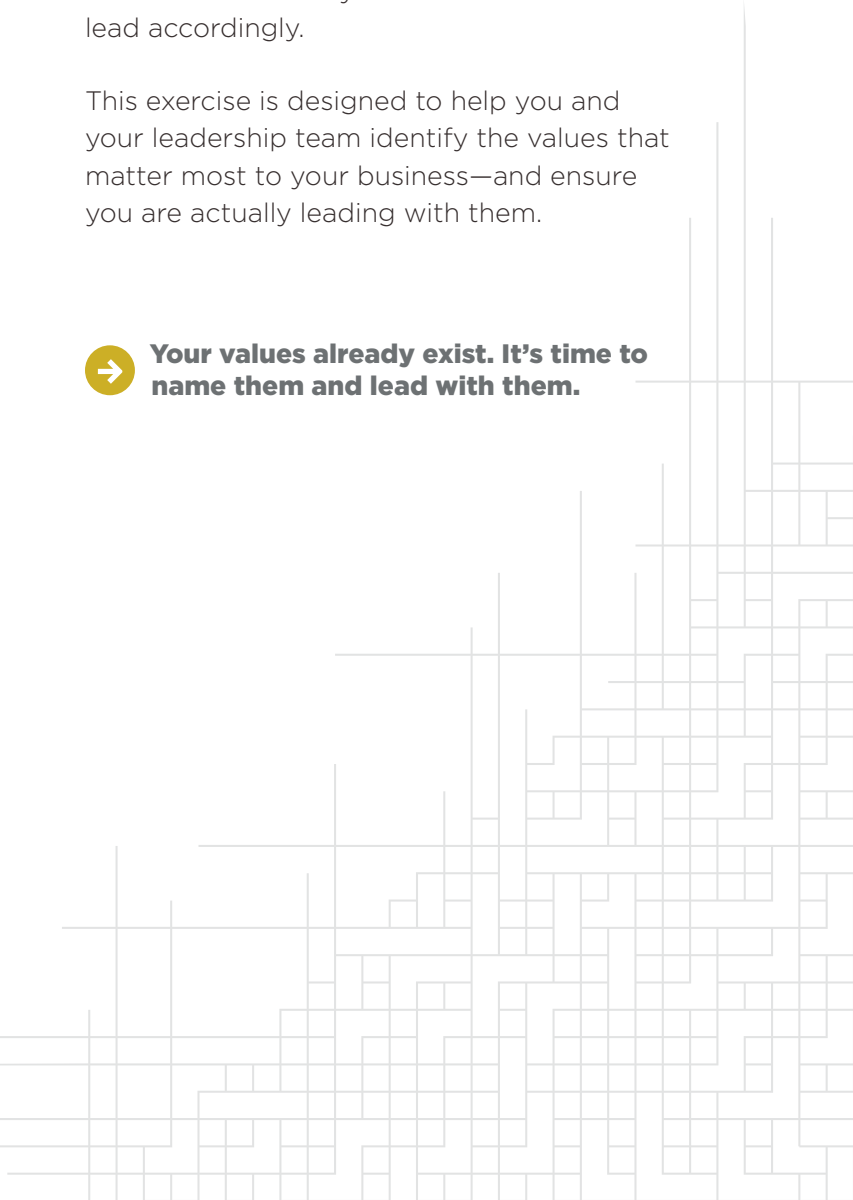 lead accordingly.
This exercise is designed to help you and
your leadership team identify the values that
matter most to your business—and ensure
you are actually leading with them.
Your values already exist. It’s time to
name them and lead with them.